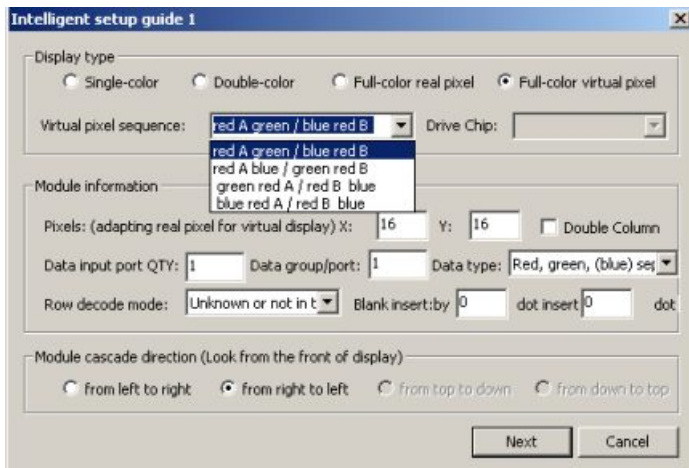 Intelligent setup guide 1
Display type
Single-color Double-color Full-color real pixel Full-color virtual pixel
Virtual pixel sequence: red A green / blue red B Drive Chip:
red A green / blue red B
red A blue / green red B
green red A / red B blue
blue red A / red B blue
Module information
Pixels: (adapting real pixel for virtual display) X: 16 Y: 16 Double Column
Data input port QTY: 1 Data group/port: 1 Data type: Red, green, (blue) sep
Row decode mode: Unknown or not in t Blank insert:by 0 dot insert 0 dot
Module cascade direction (Look from the front of display)
from left to right from right to left from top to down from down to top
Next Cancel